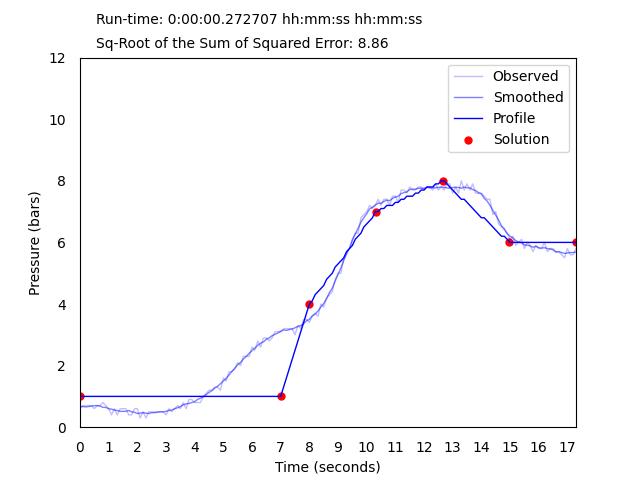 Run-time: 0:00:00.272707 hh:mm:ss hh:mm:ss
Sq-Root of the Sum of Squared Error: 8.86
12
10
8
6
4
2
0
Pressure (bars)
Observed
Smoothed
Profile
Solution
0 1 2 3 4 5 6 7 8 9 10 11 12 13 14 15 16 17
Time (seconds)